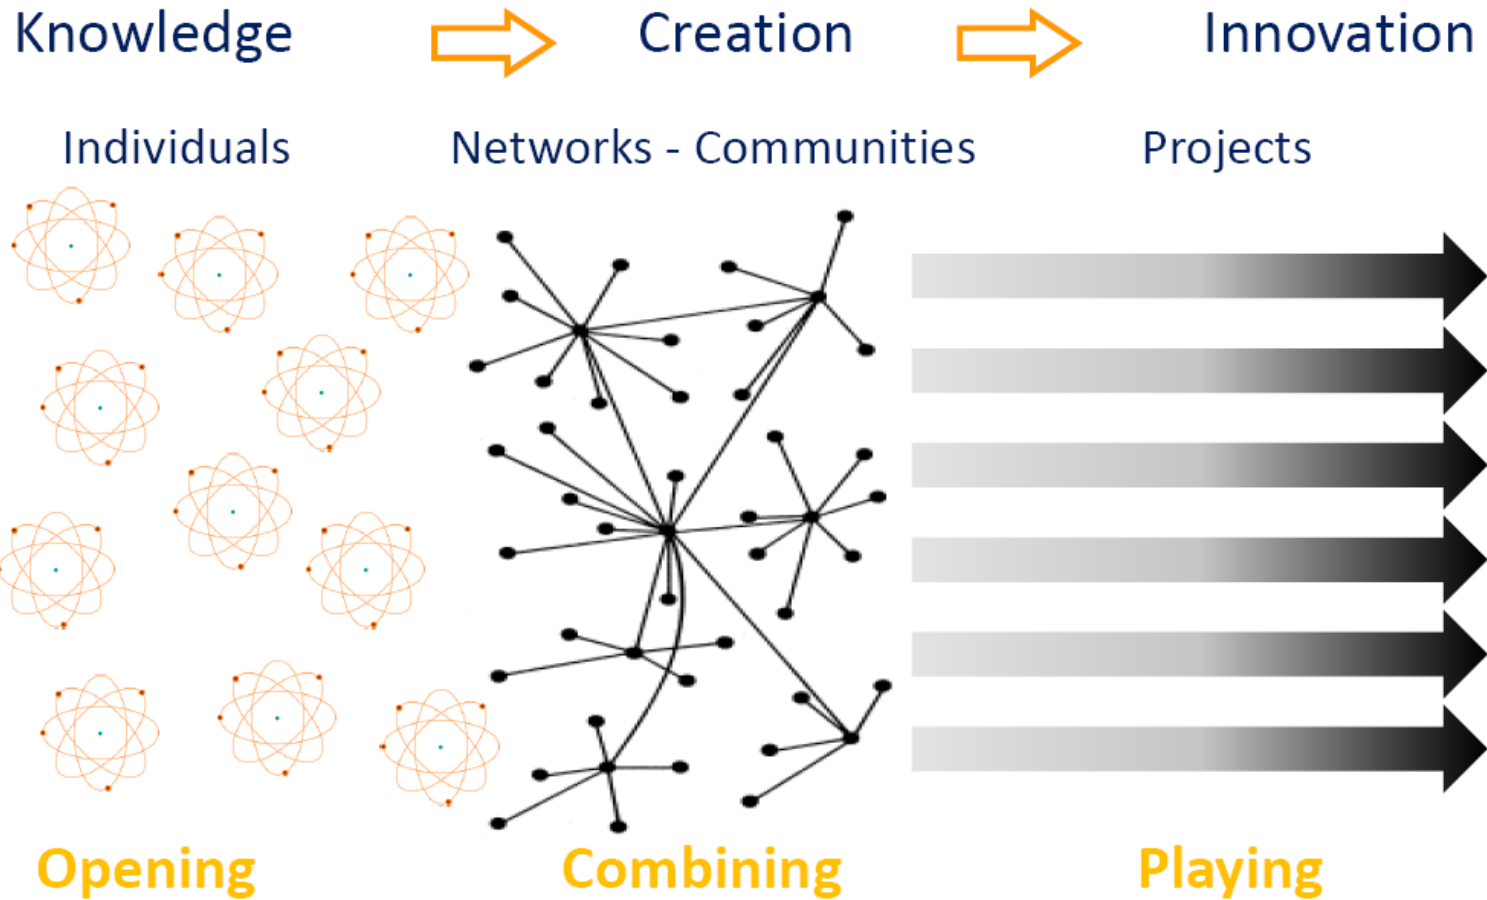 Knowledge Creation Innovation
Individuals Networks - Communities Projects
Opening Combining Playing